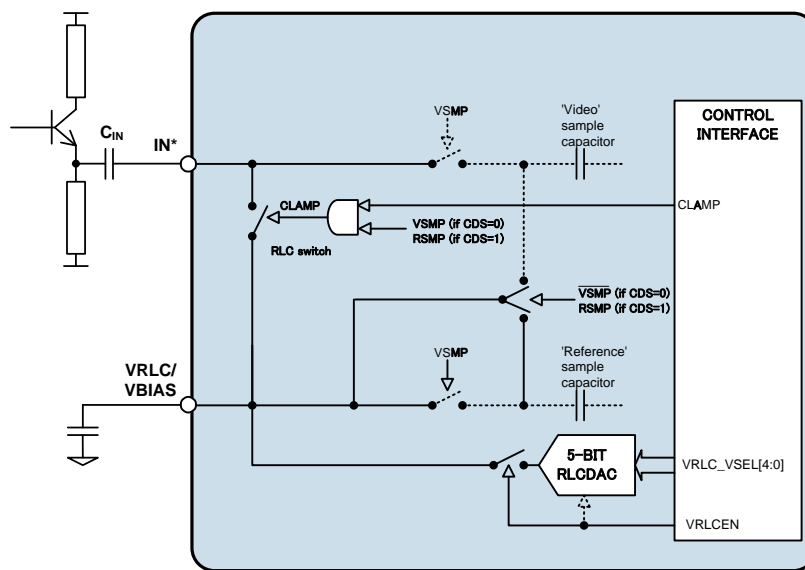 VSMP
'Video'
sample
capacitor
CONTROL
INTERFACE
CIN
IN*
CLAMP
CLAMP
VSMP (if CDS=0)
RSMP (if CDS=1)
RLC switch
VSMP (if CDS=0)
RSMP (if CDS=1)
VRLC/
VBIAS
VSMP
'Reference'
sample
capacitor
5-BIT
RLCDAC
VRLC_VSEL[4:0]
VRLCEN